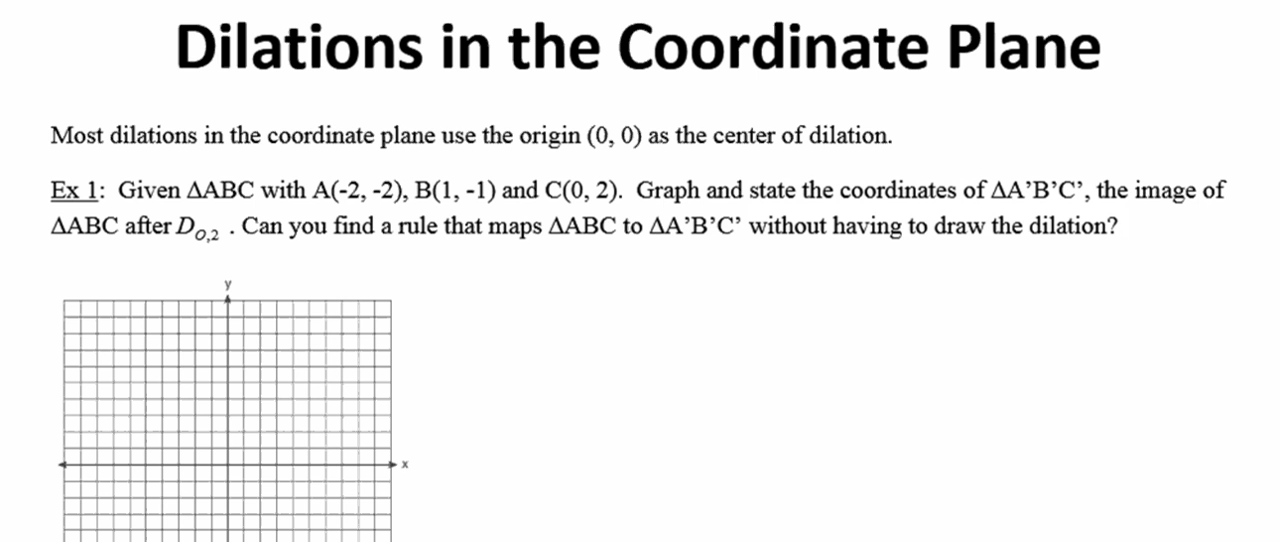 Dilations in the Coordinate Plane
Most dilations in the coordinate plane use the origin (0, 0) as the center of dilation.
Ex 1:  Given ΔABC with A(-2, -2), B(1, -1) and C(0, 2).  Graph and state the coordinates of ΔA’B’C’, the image of
ΔABC after D_{O,2} . Can you find a rule that maps ΔABC to ΔA’B’C’ without having to draw the dilation?
y
x